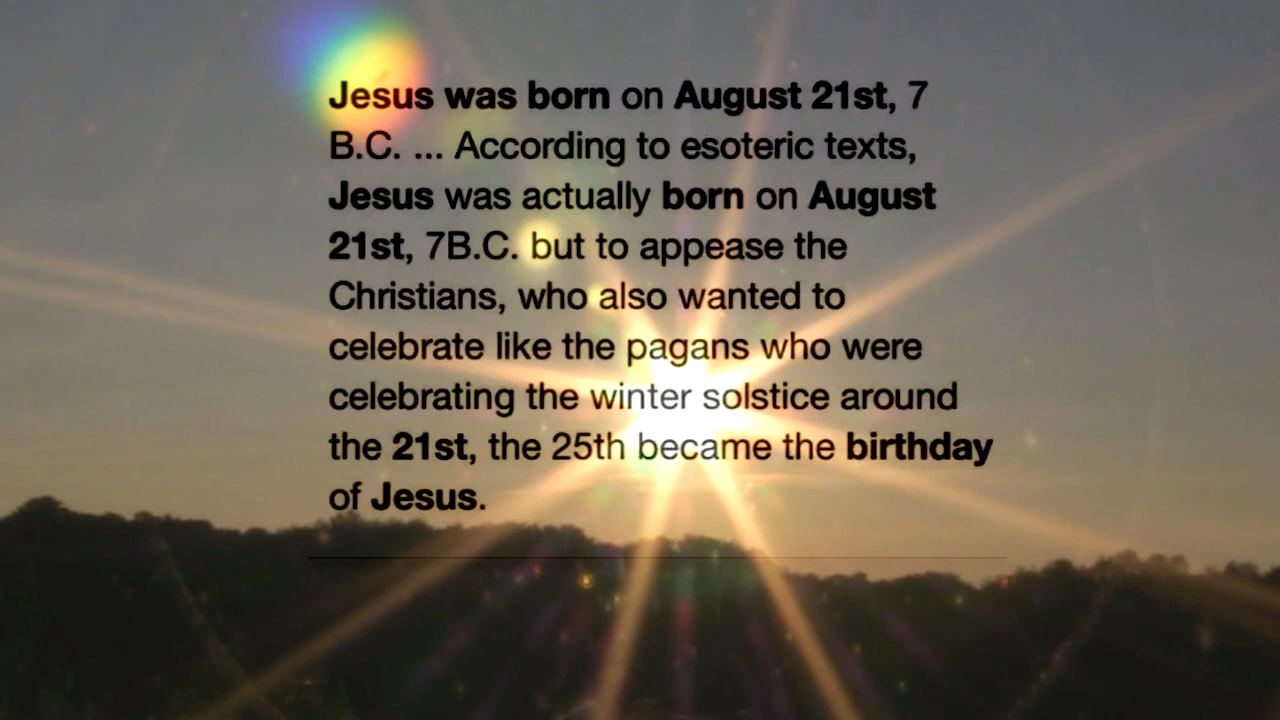 Jesus was born on August 21st, 7
B.C. ... According to esoteric texts,
Jesus was actually born on August
21st, 7B.C. but to appease the
Christians, who also wanted to
celebrate like the pagans who were
celebrating the winter solstice around
the 21st, the 25th became the birthday
of Jesus.